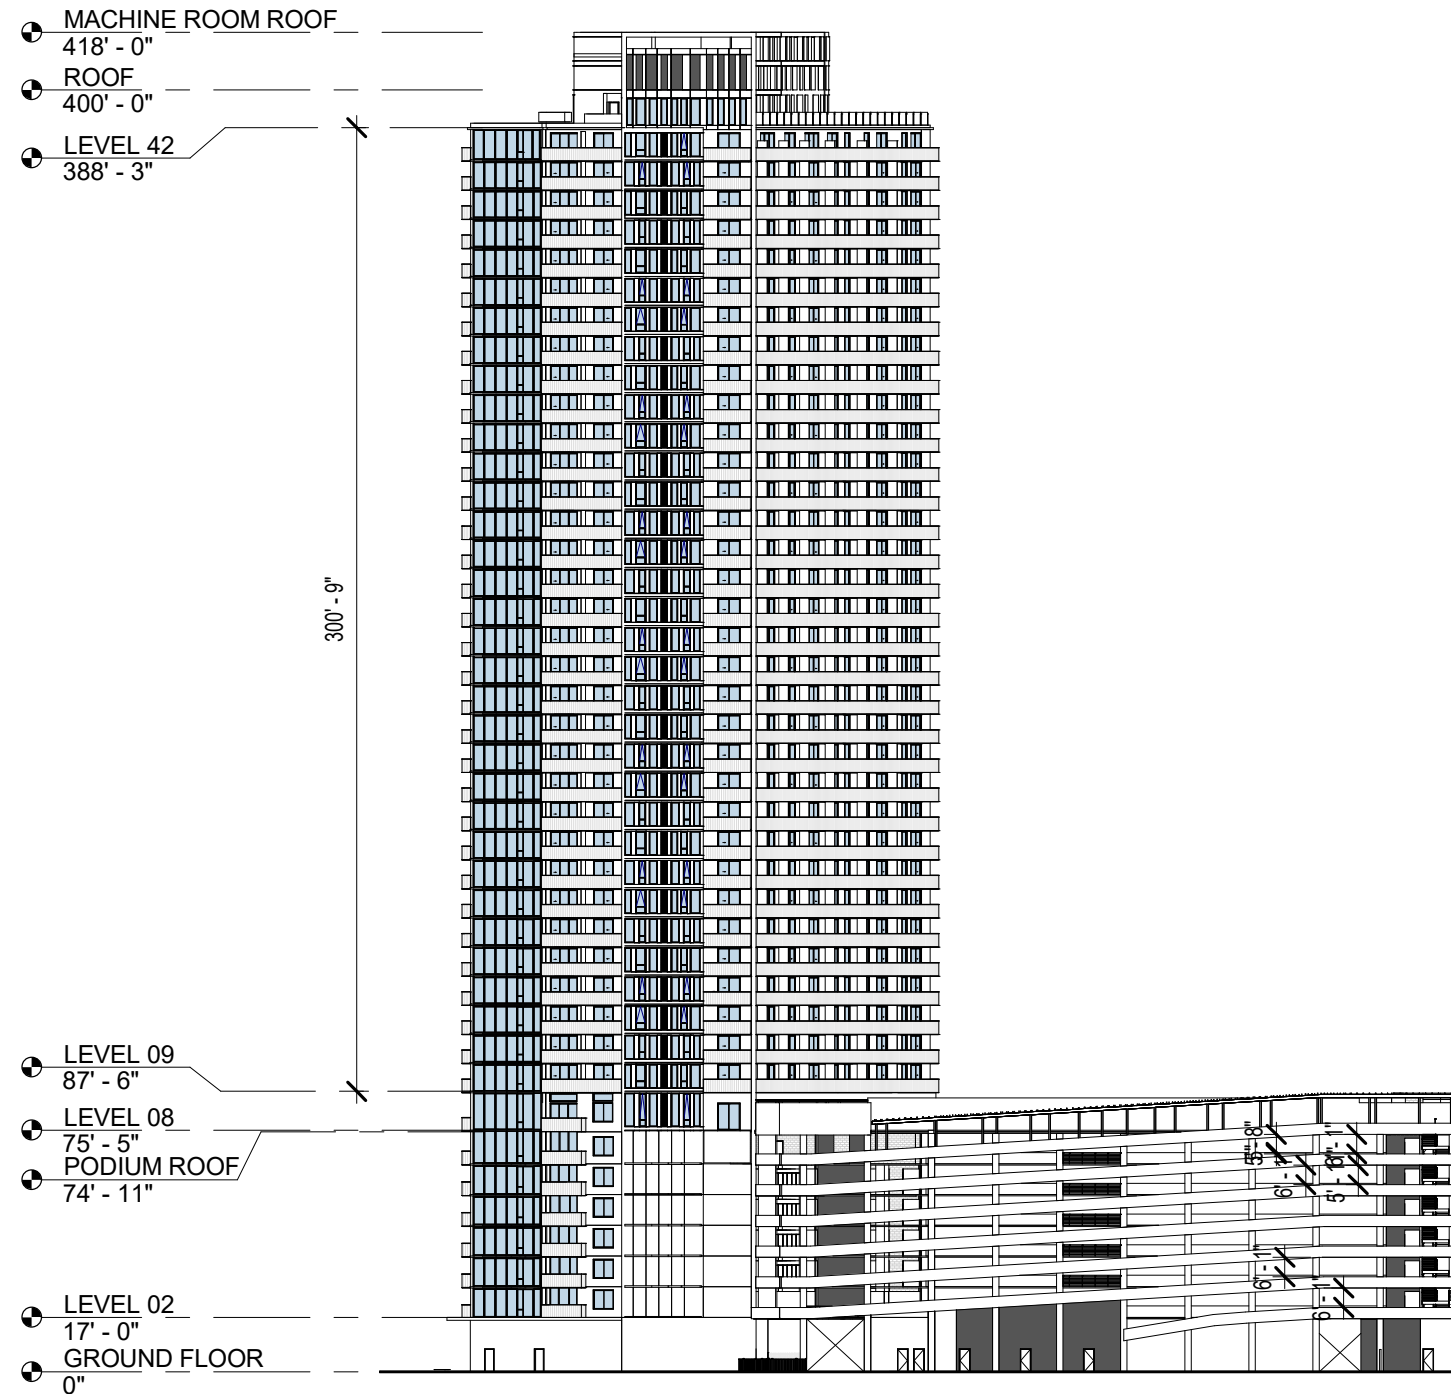 MACHINE ROOM ROOF
418' - 0"
ROOF
400' - 0"
LEVEL 42
388' - 3"
300' - 9"
LEVEL 09
87' - 6"
LEVEL 08
75' - 5"
PODIUM ROOF
74' - 11"
6' - 1"
6' - 1"
LEVEL 02
17' - 0"
GROUND FLOOR
0"